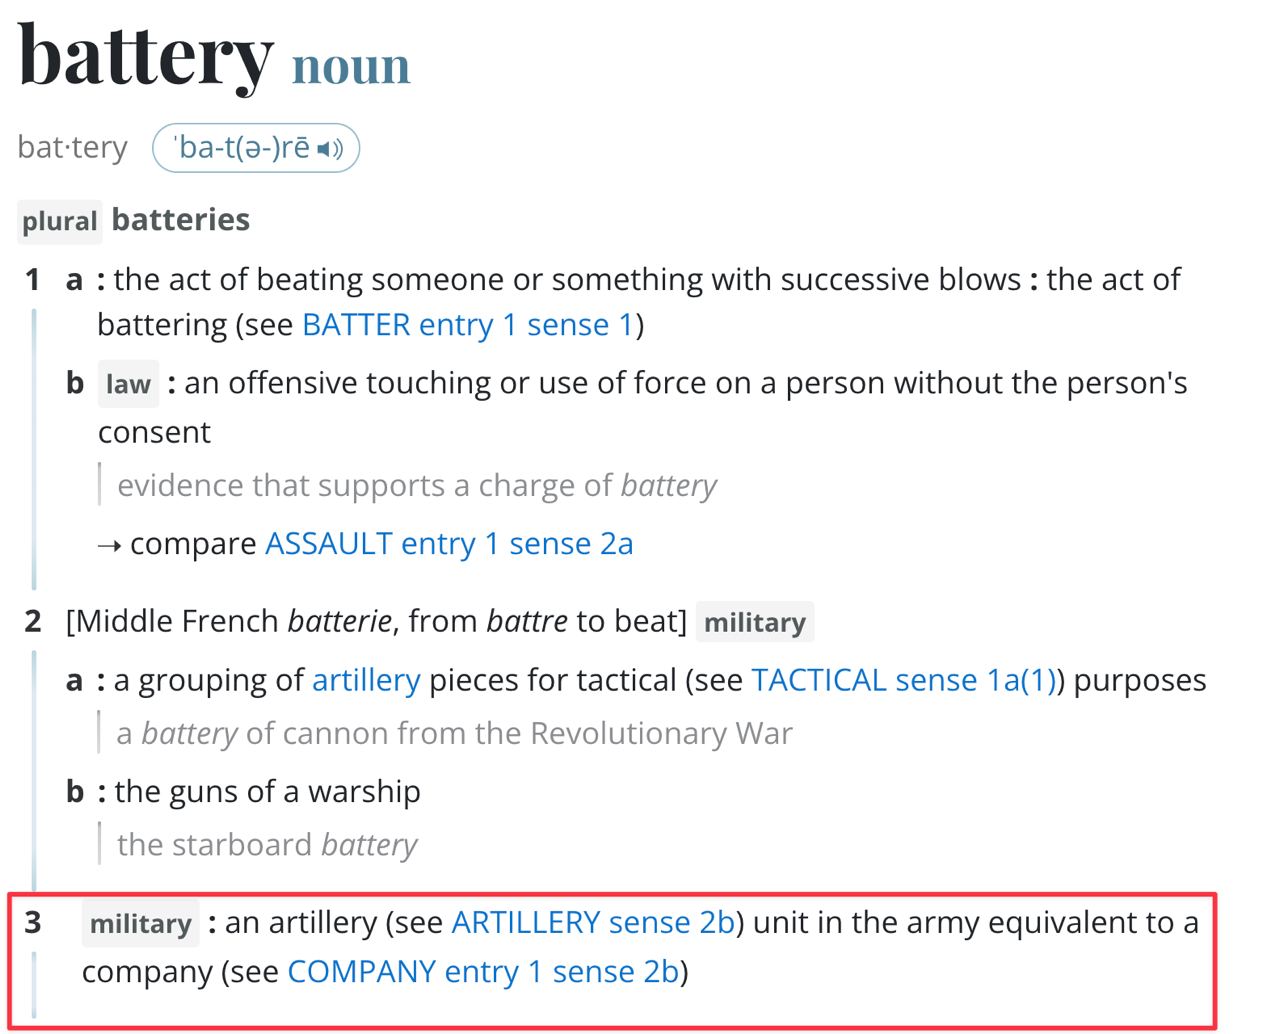 battery noun
bat·tery ˈba-t(ə-)rē
plural batteries
1 a : the act of beating someone or something with successive blows : the act of
battering (see BATTER entry 1 sense 1)
b law : an offensive touching or use of force on a person without the person's
consent
evidence that supports a charge of battery
→ compare ASSAULT entry 1 sense 2a
2 [Middle French batterie, from battre to beat] military
a : a grouping of artillery pieces for tactical (see TACTICAL sense 1a(1)) purposes
a battery of cannon from the Revolutionary War
b : the guns of a warship
the starboard battery
3 military : an artillery (see ARTILLERY sense 2b) unit in the army equivalent to a
company (see COMPANY entry 1 sense 2b)